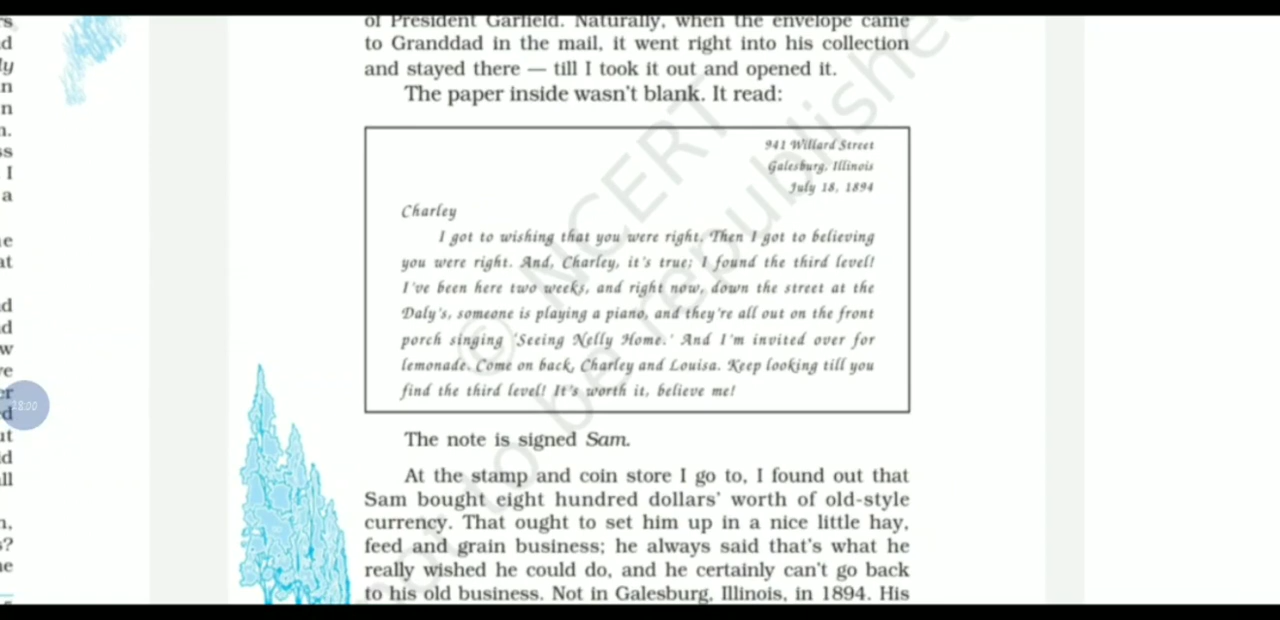 of President Garfield. Naturally, when the envelope came
to Granddad in the mail, it went right into his collection
and stayed there — till I took it out and opened it.
The paper inside wasn't blank. It read:
941 Willard Street
Galesburg, Illinois
July 18, 1894
Charley
I got to wishing that you were right. Then I got to believing
you were right. And, Charley, it's true; I found the third level!
I've been here two weeks, and right now, down the street at the
Daly's, someone is playing a piano, and they're all out on the front
porch singing 'Seeing Nelly Home.' And I'm invited over for
lemonade. Come on back, Charley and Louisa. Keep looking till you
find the third level! It's worth it, believe me!
The note is signed Sam.
At the stamp and coin store I go to, I found out that
Sam bought eight hundred dollars' worth of old-style
currency. That ought to set him up in a nice little hay,
feed and grain business; he always said that's what he
really wished he could do, and he certainly can't go back
to his old business. Not in Galesburg, Illinois, in 1894. His
© NCERT
not to be republished
18:00